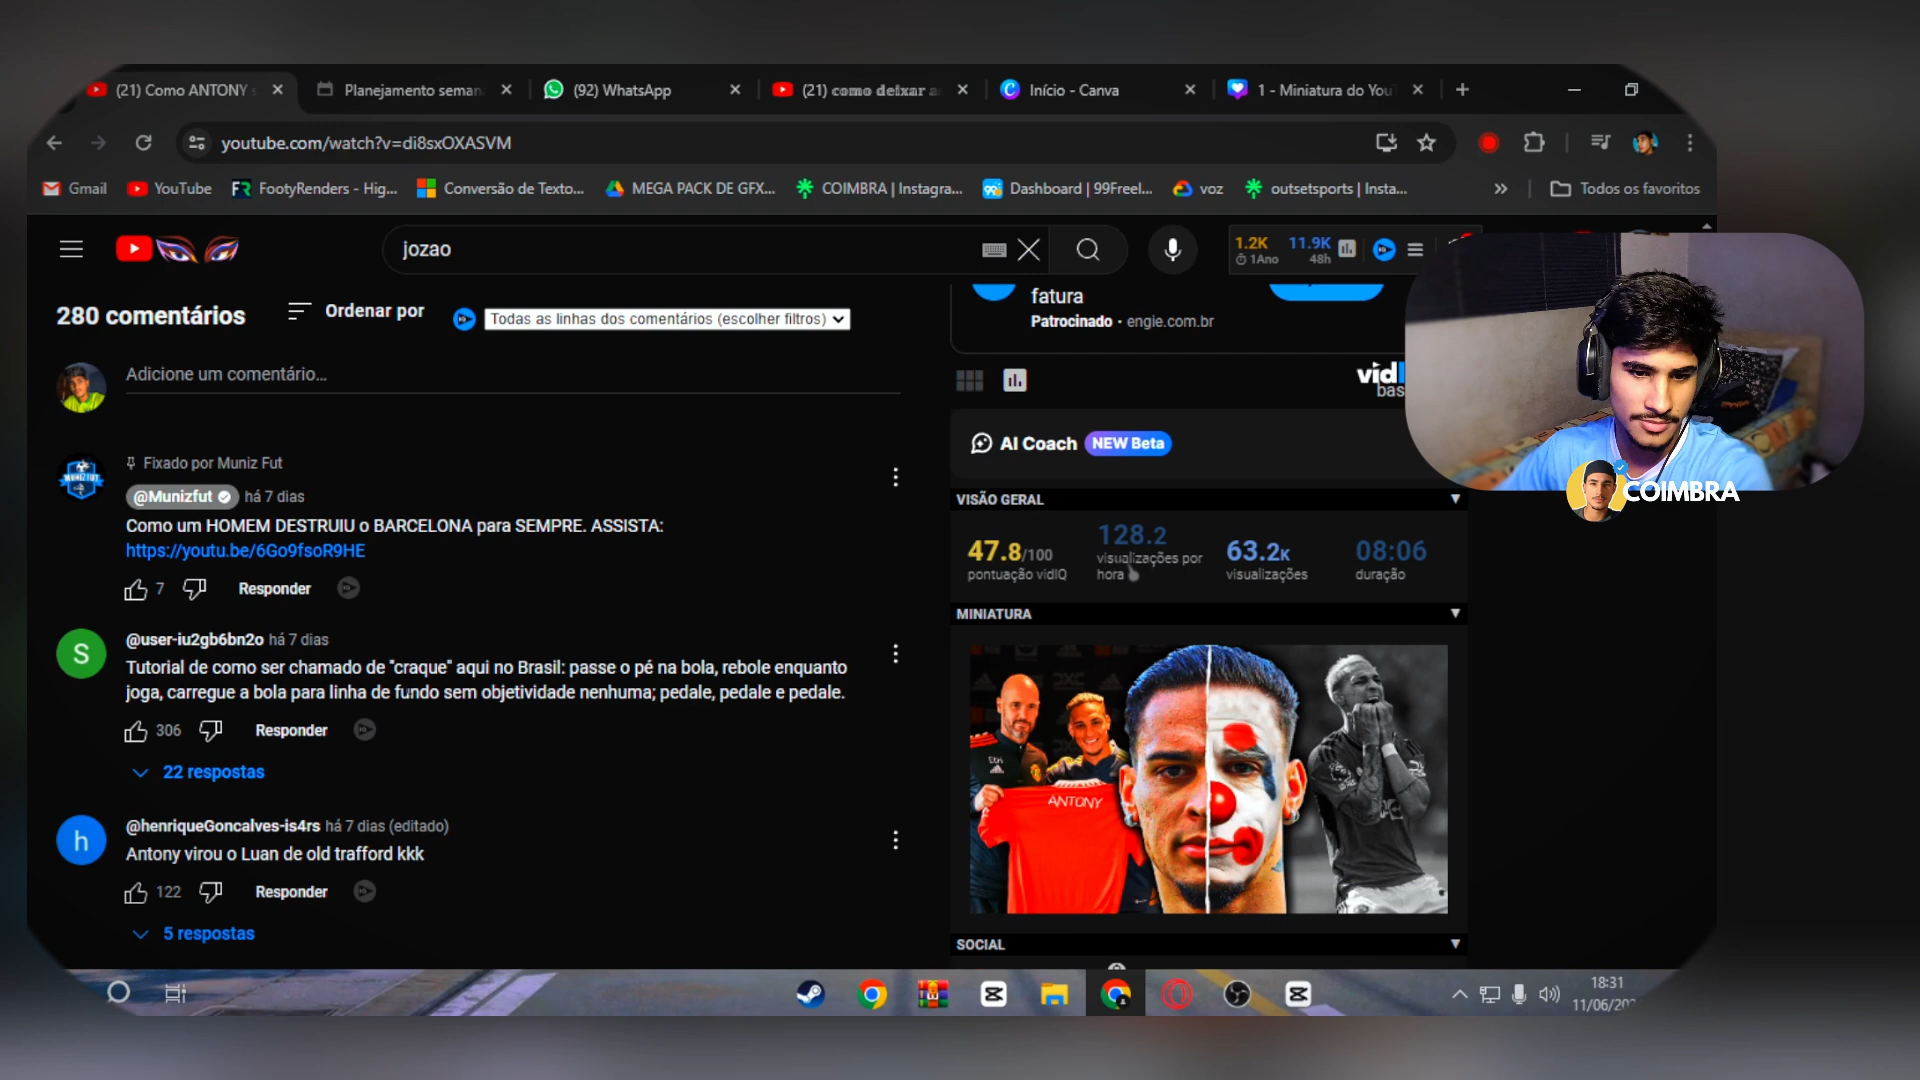 (21) Como ANTONY
Planejamento seman
(92) WhatsApp
(21) como deixar a
Início - Canva
1 - Miniatura do You
youtube.com/watch?v=di8sxOXASVM
Gmail
YouTube
FootyRenders - Hig...
Conversão de Texto...
MEGA PACK DE GFX...
COIMBRA | Instagra...
Dashboard | 99Freel...
voz
outsetsports | Insta...
Todos os favoritos
jozao
1.2K
1Ano
11.9K
48h
280 comentários
Ordenar por
Todas as linhas dos comentários (escolher filtros)
Adicione um comentário...
Fixado por Muniz Fut
MUNIZFUT
@Munizfut há 7 dias
Como um HOMEM DESTRUIU o BARCELONA para SEMPRE. ASSISTA:
https://youtu.be/6Go9fsoR9HE
7 Responder
S
@user-iu2gb6bn2o há 7 dias
Tutorial de como ser chamado de "craque" aqui no Brasil: passe o pé na bola, rebole enquanto
joga, carregue a bola para linha de fundo sem objetividade nenhuma; pedale, pedale e pedale.
306 Responder
22 respostas
h
@henriqueGoncalves-is4rs há 7 dias (editado)
Antony virou o Luan de old trafford kkk
122 Responder
5 respostas
fatura
Patrocinado · engie.com.br
vidI
bas
AI Coach NEW Beta
VISÃO GERAL
47.8/100
pontuação vidIQ
128.2
visualizações por
hora
63.2K
visualizações
08:06
duração
MINIATURA
ANTONY
SOCIAL
COIMBRA
18:31
11/06/20